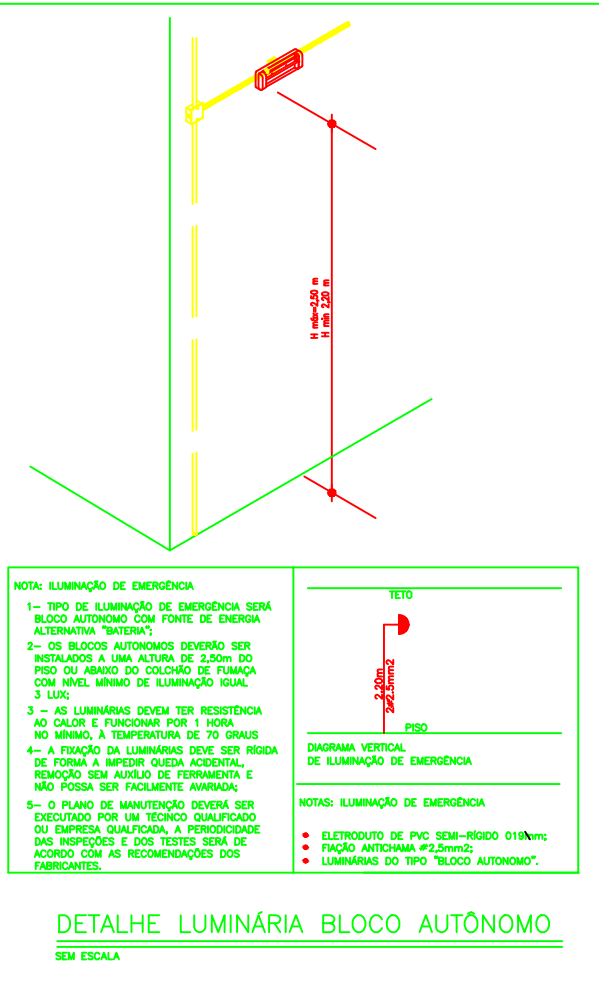 H máx=2,50 m
H min 2,20 m
NOTA: ILUMINAÇÃO DE EMERGÊNCIA
1– TIPO DE ILUMINAÇÃO DE EMERGÊNCIA SERÁ
BLOCO AUTONOMO COM FONTE DE ENERGIA
ALTERNATIVA "BATERIA";
2– OS BLOCOS AUTONOMOS DEVERÃO SER
INSTALADOS A UMA ALTURA DE 2,50m DO
PISO OU ABAIXO DO COLCHÃO DE FUMAÇA
COM NÍVEL MÍNIMO DE ILUMINAÇÃO IGUAL
3 LUX;
3 – AS LUMINÁRIAS DEVEM TER RESISTÊNCIA
AO CALOR E FUNCIONAR POR 1 HORA
NO MÍNIMO, À TEMPERATURA DE 70 GRAUS
4– A FIXAÇÃO DA LUMINÁRIAS DEVE SER RÍGIDA
DE FORMA A IMPEDIR QUEDA ACIDENTAL,
REMOÇÃO SEM AUXÍLIO DE FERRAMENTA E
NÃO POSSA SER FACILMENTE AVARIADA;
5– O PLANO DE MANUTENÇÃO DEVERÁ SER
EXECUTADO POR UM TÉCINCO QUALIFICADO
OU EMPRESA QUALFICADA, A PERIODICIDADE
DAS INSPEÇÕES E DOS TESTES SERÁ DE
ACORDO COM AS RECOMENDAÇÕES DOS
FABRICANTES.
TETO
2,20m
2#2.5mm2
PISO
DIAGRAMA VERTICAL
DE ILUMINAÇÃO DE EMERGÊNCIA
NOTAS: ILUMINAÇÃO DE EMERGÊNCIA
ELETRODUTO DE PVC SEMI–RÍGIDO 019mm;
FIAÇÃO ANTICHAMA #2,5mm2;
LUMINÁRIAS DO TIPO "BLOCO AUTONOMO".
DETALHE LUMINÁRIA BLOCO AUTÔNOMO
SEM ESCALA